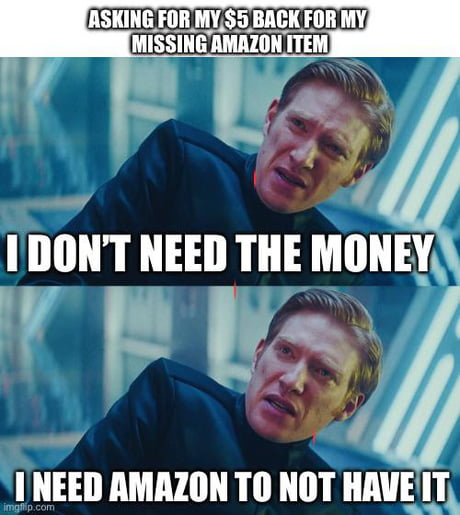 ASKING FOR MY $5 BACK FOR MY
MISSING AMAZON ITEM
I DON'T NEED THE MONEY
I NEED AMAZON TO NOT HAVE IT
imgflip.com